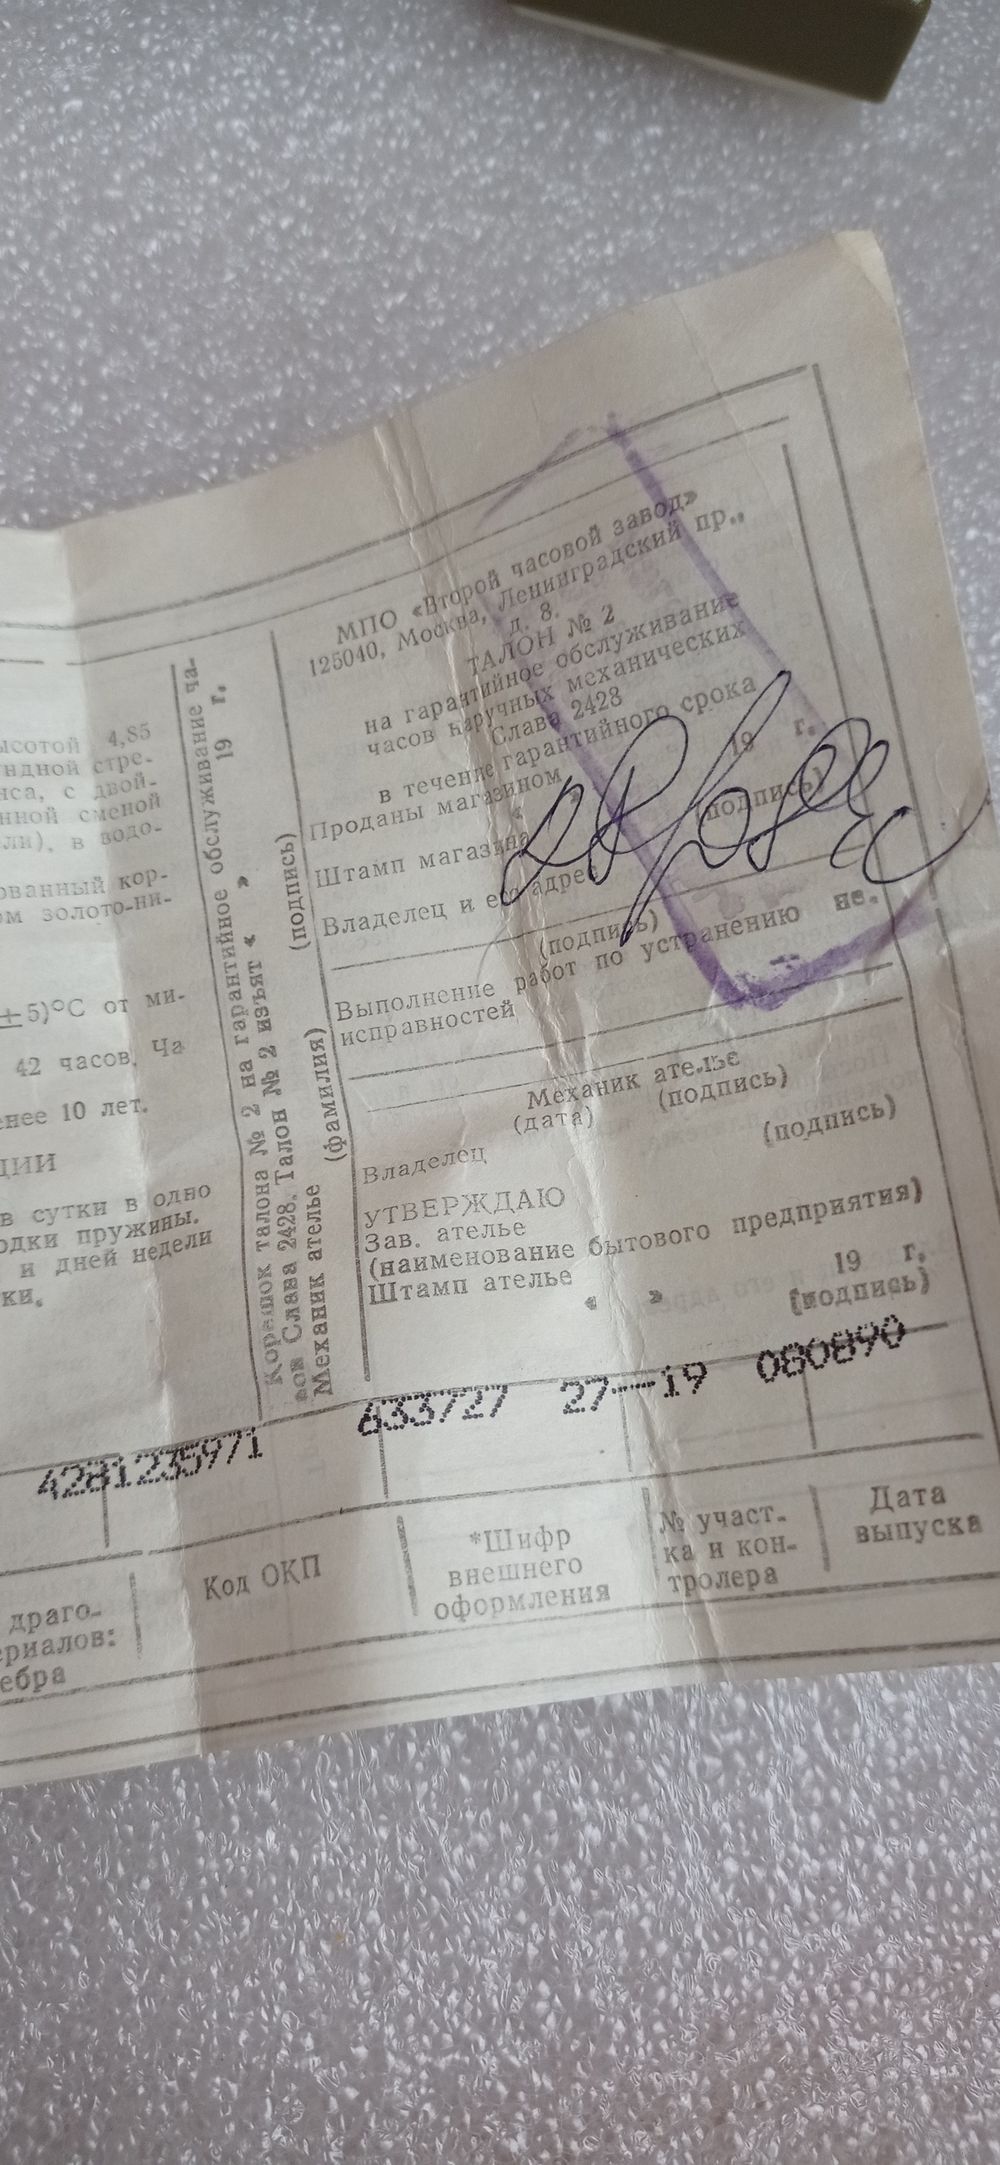 4,85
нса, с двой-
нной сменой
ли), в водо-
ованный кор-
ом золото-ни-
±5)°С от ми-
42 часов. Ча
енее 10 лет.
ЦИИ
в сутки в одно
одки пружины.
и дней недели
ки.
Корешок талона № 2 на гарантийное обслуживание ча-
сов Слава 2428. Талон № 2 изъят « » 19 г.
Механик ателье
(фамилия) (подпись)
МПО «Второй часовой завод»
125040, Москва, Ленинградский пр.,
д. 8.
ТАЛОН № 2
на гарантийное обслуживание
часов наручных механических
Слава 2428
в течение гарантийного срока
Проданы магазином
« 19 г.
Штамп магазина (подпись)
Владелец и его адрес
(подпись)
Выполнение работ по устранению не-
исправностей
Механик ателье
(дата) (подпись)
Владелец (подпись)
УТВЕРЖДАЮ
Зав. ателье
(наименование бытового предприятия)
Штамп ателье
« » 19 г.
(подпись)
4281235971 633727 27--19 080890
драго-
ериалов:
ебра
Код ОКП
*Шифр
внешнего
оформления
№ участ-
ка и кон-
тролера
Дата
выпуска